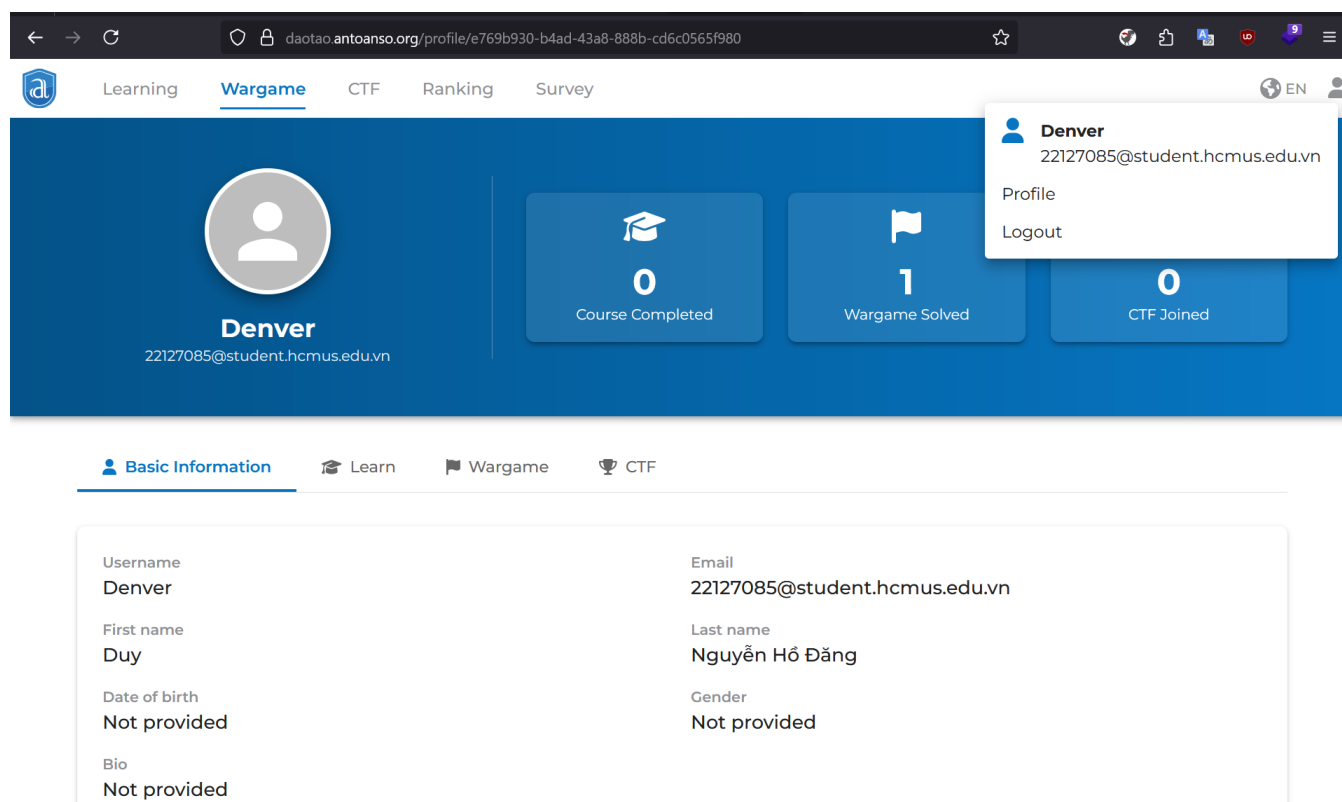 daotao.antoanso.org/profile/e769b930-b4ad-43a8-888b-cd6c0565f980
9
Learning Wargame CTF Ranking Survey
EN
Denver
22127085@student.hcmus.edu.vn
Profile
Logout
Denver
22127085@student.hcmus.edu.vn
0
Course Completed
1
Wargame Solved
0
CTF Joined
Basic Information Learn Wargame CTF
Username
Denver
Email
22127085@student.hcmus.edu.vn
First name
Duy
Last name
Nguyễn Hồ Đăng
Date of birth
Not provided
Gender
Not provided
Bio
Not provided